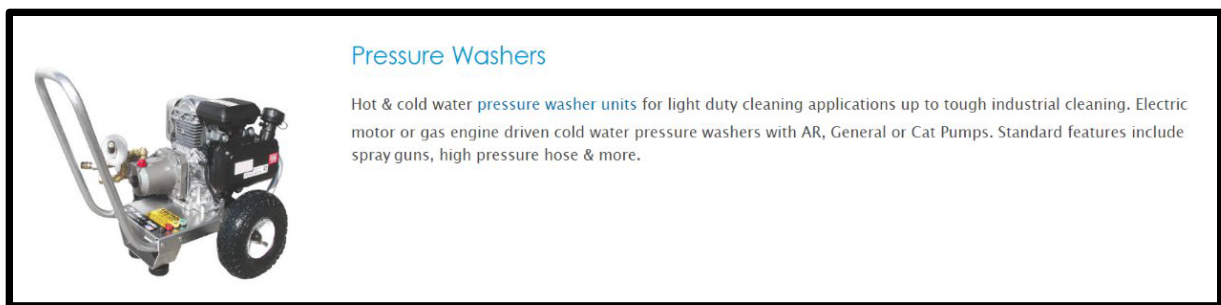 Pressure Washers
Hot & cold water pressure washer units for light duty cleaning applications up to tough industrial cleaning. Electric
motor or gas engine driven cold water pressure washers with AR, General or Cat Pumps. Standard features include
spray guns, high pressure hose & more.